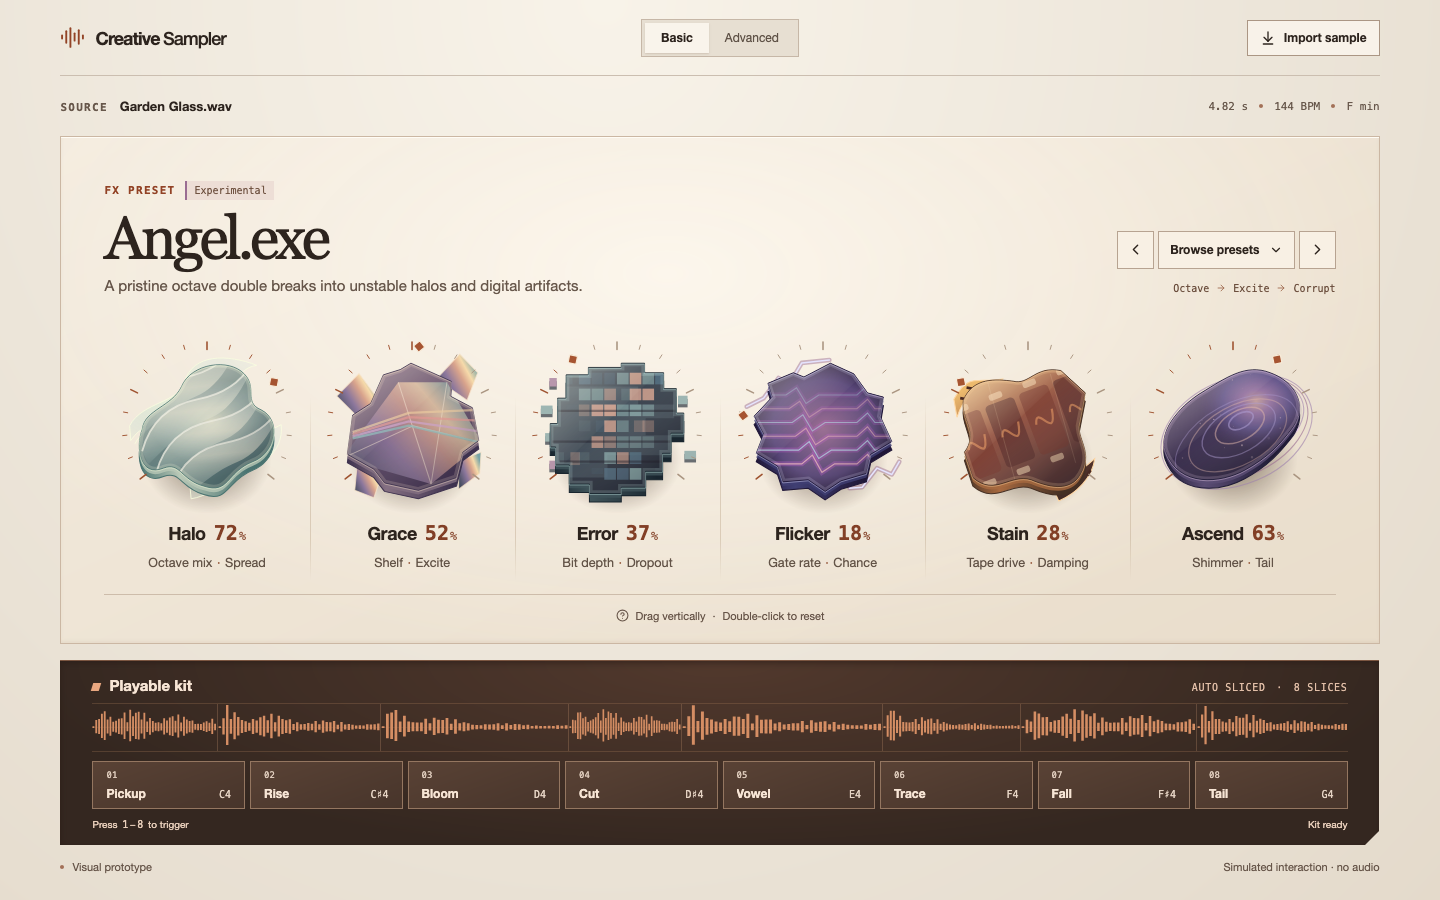 Creative Sampler
Basic
Advanced
Import sample
SOURCE Garden Glass.wav
4.82 s • 144 BPM • F min
FX PRESET
Experimental
Angel.exe
A pristine octave double breaks into unstable halos and digital artifacts.
Browse presets
Octave → Excite → Corrupt
Halo 72%
Octave mix · Spread
Grace 52%
Shelf · Excite
Error 37%
Bit depth · Dropout
Flicker 18%
Gate rate · Chance
Stain 28%
Tape drive · Damping
Ascend 63%
Shimmer · Tail
Drag vertically · Double-click to reset
Playable kit
AUTO SLICED · 8 SLICES
01
Pickup C4
02
Rise C♯4
03
Bloom D4
04
Cut D♯4
05
Vowel E4
06
Trace F4
07
Fall F♯4
08
Tail G4
Press 1–8 to trigger
Kit ready
• Visual prototype
Simulated interaction · no audio